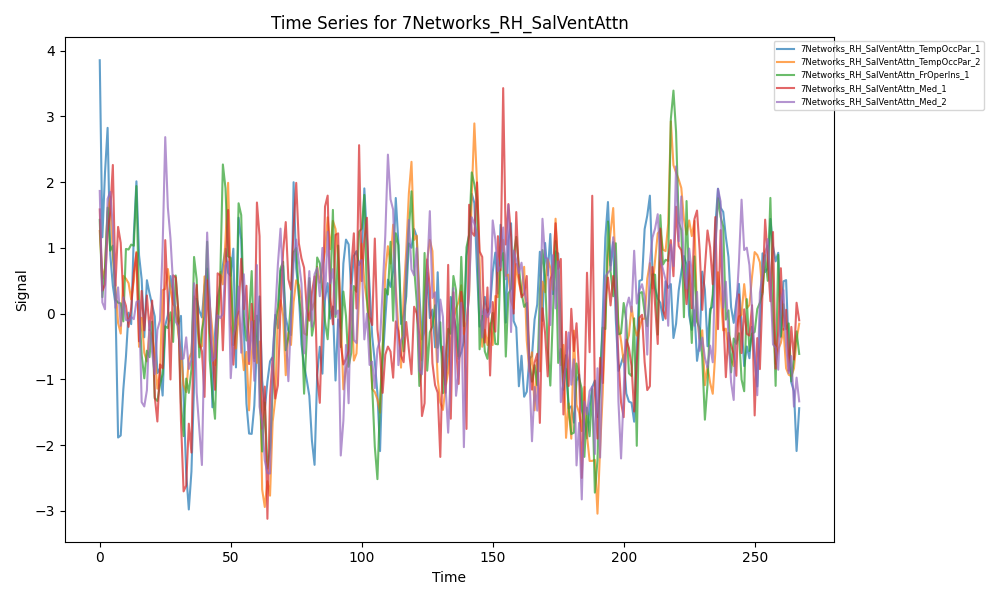 Time Series for 7Networks_RH_SalVentAttn
7Networks_RH_SalVentAttn_TempOccPar_1
7Networks_RH_SalVentAttn_TempOccPar_2
7Networks_RH_SalVentAttn_FrOperIns_1
7Networks_RH_SalVentAttn_Med_1
7Networks_RH_SalVentAttn_Med_2
Signal
4
3
2
1
0
−1
−2
−3
0 50 100 150 200 250
Time